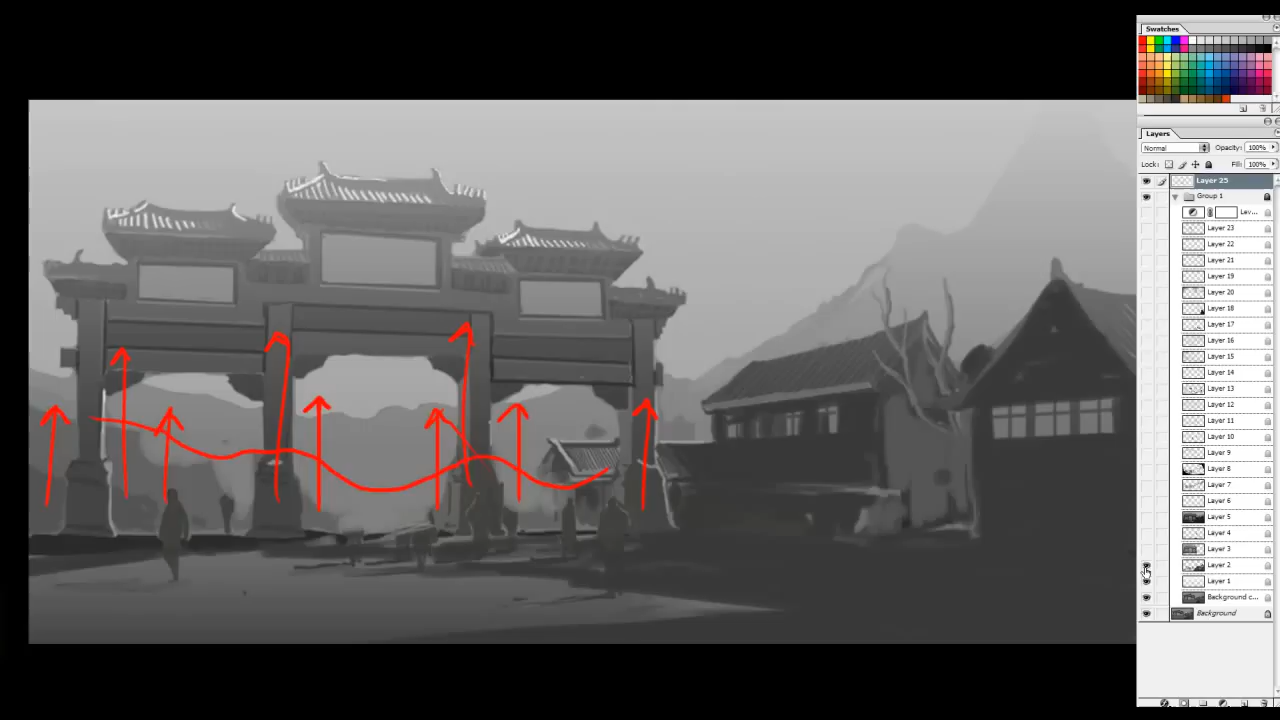 Swatches
Layers
Normal Opacity: 100%
Lock: Fill: 100%
Layer 25
Group 1
Lev...
Layer 23
Layer 22
Layer 21
Layer 19
Layer 20
Layer 18
Layer 17
Layer 16
Layer 15
Layer 14
Layer 13
Layer 12
Layer 11
Layer 10
Layer 9
Layer 8
Layer 7
Layer 6
Layer 5
Layer 4
Layer 3
Layer 2
Layer 1
Background c...
Background